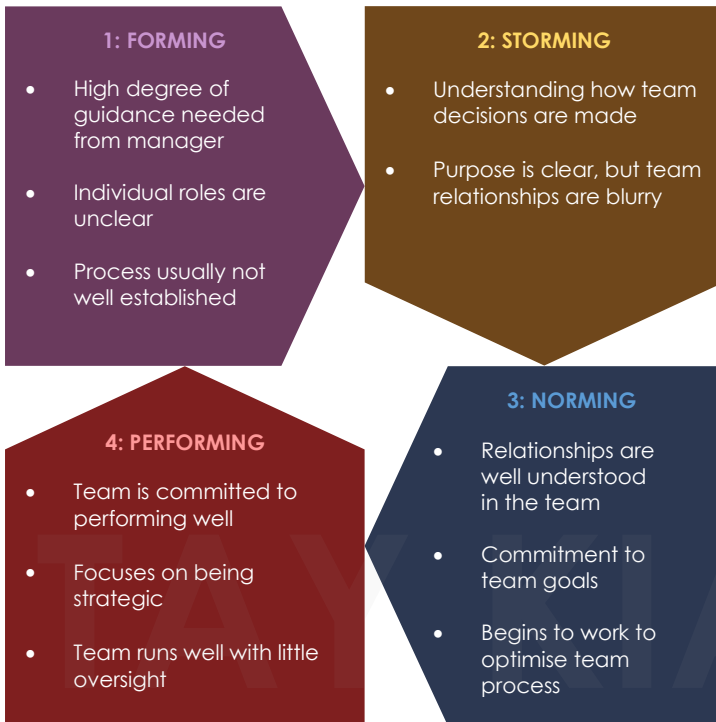 1: FORMING
• High degree of
guidance needed
from manager
• Individual roles are
unclear
• Process usually not
well established
2: STORMING
• Understanding how team
decisions are made
• Purpose is clear, but team
relationships are blurry
3: NORMING
• Relationships are
well understood
in the team
• Commitment to
team goals
• Begins to work to
optimise team
process
4: PERFORMING
• Team is committed to
performing well
• Focuses on being
strategic
• Team runs well with little
oversight
TAY KIA